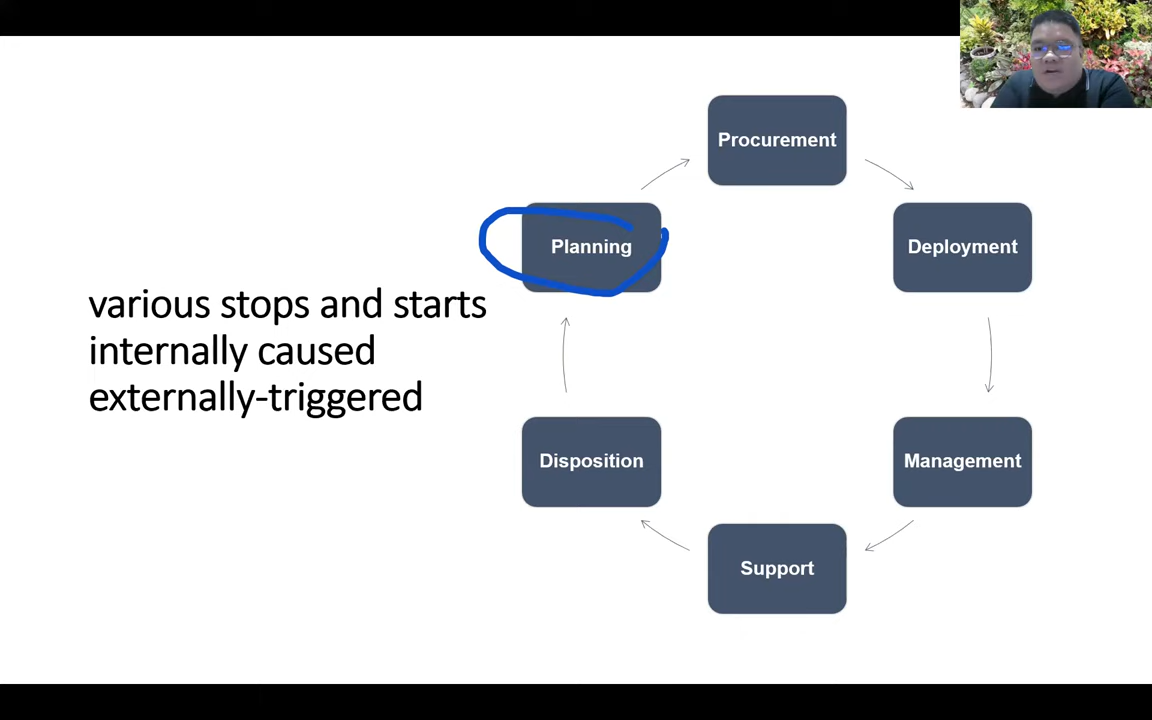 Procurement
Planning
Deployment
various stops and starts
internally caused
externally-triggered
Disposition
Management
Support